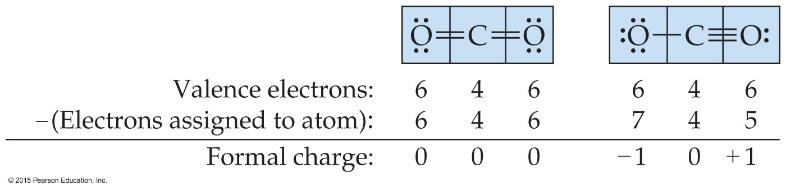 Ö=C=Ö :Ö—C≡O:
Valence electrons: 6 4 6 6 4 6
−(Electrons assigned to atom): 6 4 6 7 4 5
Formal charge: 0 0 0 −1 0 +1
© 2015 Pearson Education, Inc.